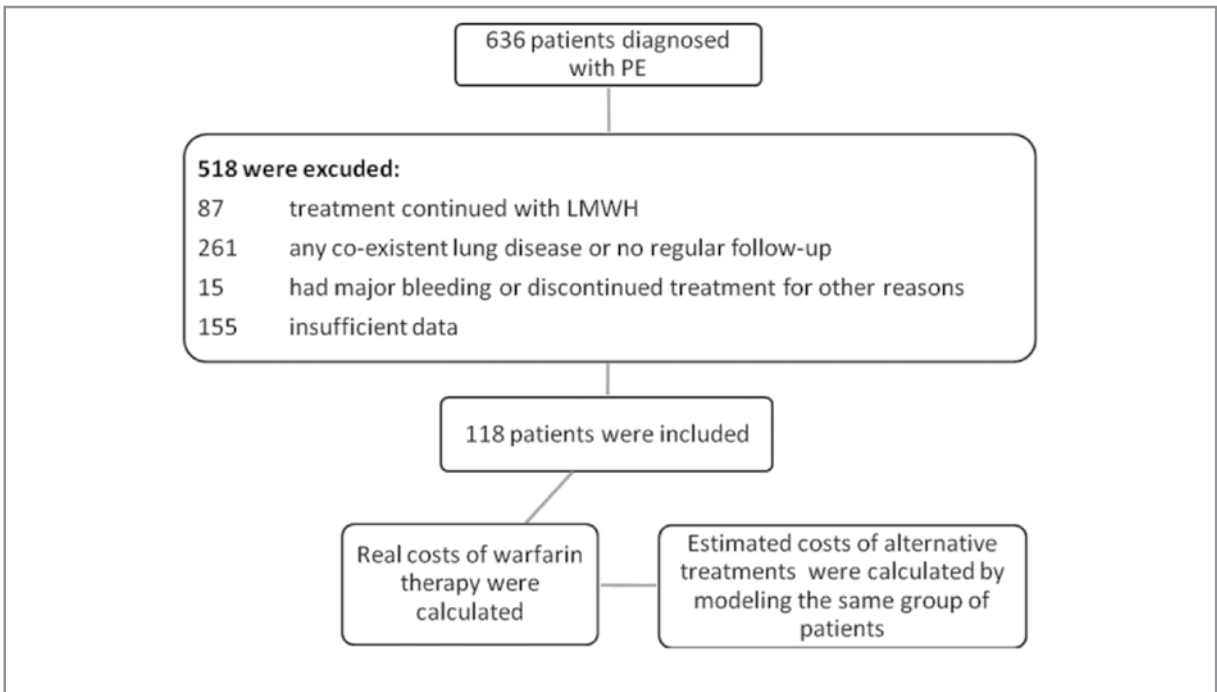 636 patients diagnosed
with PE
518 were excuded:
87 treatment continued with LMWH
261 any co-existent lung disease or no regular follow-up
15 had major bleeding or discontinued treatment for other reasons
155 insufficient data
118 patients were included
Real costs of warfarin
therapy were
calculated
Estimated costs of alternative
treatments were calculated by
modeling the same group of
patients